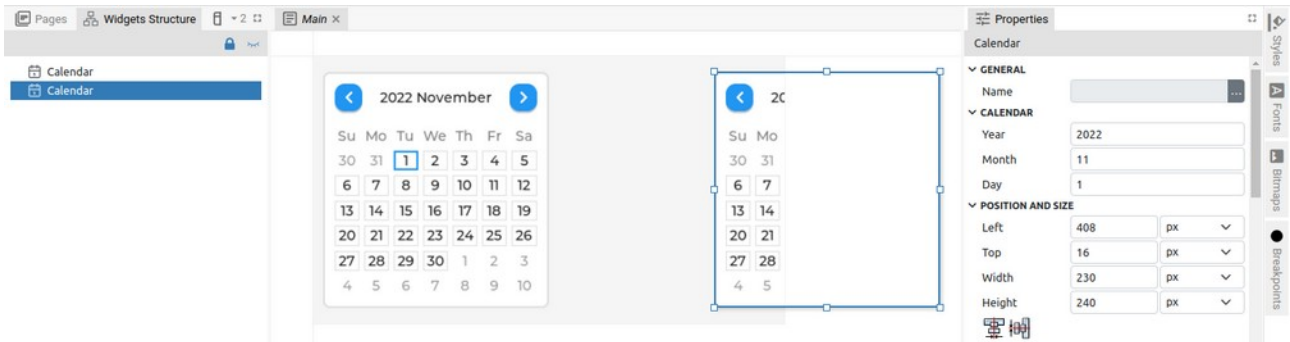 Pages Widgets Structure 2
Calendar
Calendar
Main ×
2022 November
Su Mo Tu We Th Fr Sa
30 31 1 2 3 4 5
6 7 8 9 10 11 12
13 14 15 16 17 18 19
20 21 22 23 24 25 26
27 28 29 30 1 2 3
4 5 6 7 8 9 10
20
Su Mo
30 31
6 7
13 14
20 21
27 28
4 5
Properties
Calendar
GENERAL
Name ...
CALENDAR
Year 2022
Month 11
Day 1
POSITION AND SIZE
Left 408 px
Top 16 px
Width 230 px
Height 240 px
Styles
Fonts
Bitmaps
Breakpoints